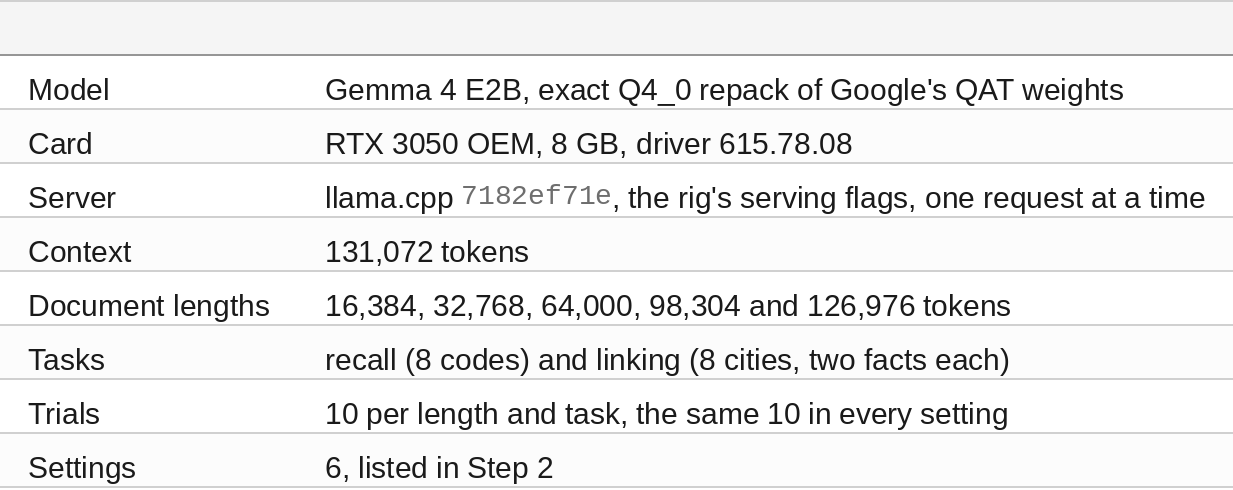 Model Gemma 4 E2B, exact Q4_0 repack of Google's QAT weights
Card RTX 3050 OEM, 8 GB, driver 615.78.08
Server llama.cpp 7182ef71e, the rig's serving flags, one request at a time
Context 131,072 tokens
Document lengths 16,384, 32,768, 64,000, 98,304 and 126,976 tokens
Tasks recall (8 codes) and linking (8 cities, two facts each)
Trials 10 per length and task, the same 10 in every setting
Settings 6, listed in Step 2